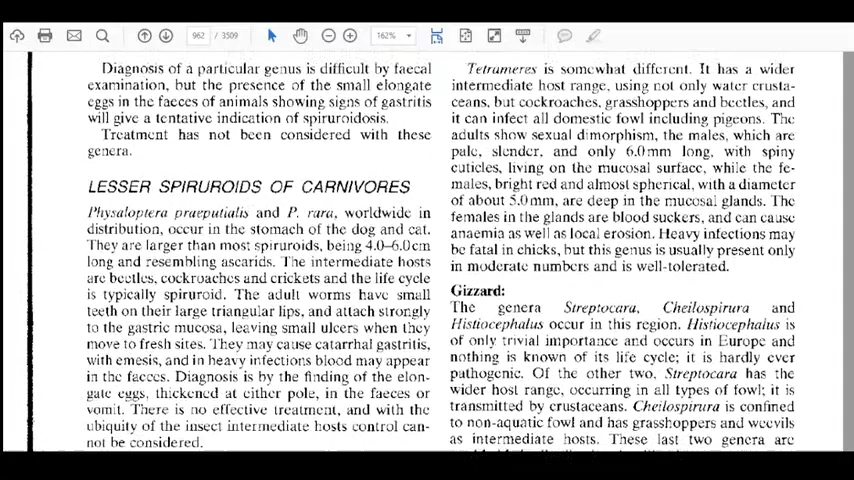 962 / 3509
162%
Diagnosis of a particular genus is difficult by faecal
examination, but the presence of the small elongate
eggs in the faeces of animals showing signs of gastritis
will give a tentative indication of spiruroidosis.
Treatment has not been considered with these
genera.
LESSER SPIRUROIDS OF CARNIVORES
Physaloptera praeputialis and P. rara, worldwide in
distribution, occur in the stomach of the dog and cat.
They are larger than most spiruroids, being 4.0–6.0cm
long and resembling ascarids. The intermediate hosts
are beetles, cockroaches and crickets and the life cycle
is typically spiruroid. The adult worms have small
teeth on their large triangular lips, and attach strongly
to the gastric mucosa, leaving small ulcers when they
move to fresh sites. They may cause catarrhal gastritis,
with emesis, and in heavy infections blood may appear
in the faeces. Diagnosis is by the finding of the elon-
gate eggs, thickened at either pole, in the faeces or
vomit. There is no effective treatment, and with the
ubiquity of the insect intermediate hosts control can-
not be considered.
Tetrameres is somewhat different. It has a wider
intermediate host range, using not only water crusta-
ceans, but cockroaches, grasshoppers and beetles, and
it can infect all domestic fowl including pigeons. The
adults show sexual dimorphism, the males, which are
pale, slender, and only 6.0mm long, with spiny
cuticles, living on the mucosal surface, while the fe-
males, bright red and almost spherical, with a diameter
of about 5.0mm, are deep in the mucosal glands. The
females in the glands are blood suckers, and can cause
anaemia as well as local erosion. Heavy infections may
be fatal in chicks, but this genus is usually present only
in moderate numbers and is well-tolerated.
Gizzard:
The genera Streptocara, Cheilospirura and
Histiocephalus occur in this region. Histiocephalus is
of only trivial importance and occurs in Europe and
nothing is known of its life cycle; it is hardly ever
pathogenic. Of the other two, Streptocara has the
wider host range, occurring in all types of fowl; it is
transmitted by crustaceans. Cheilospirura is confined
to non-aquatic fowl and has grasshoppers and weevils
as intermediate hosts. These last two genera are